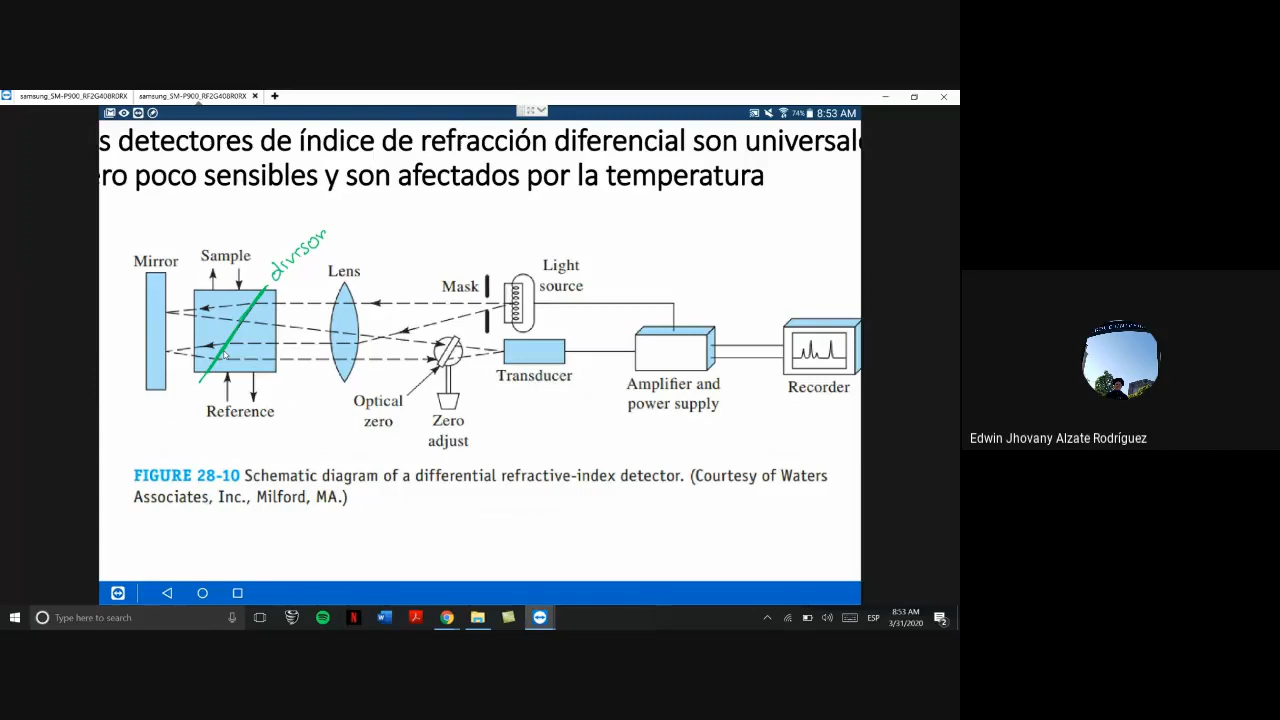 samsung_SM-P900_RF2G408R0RX
samsung_SM-P900_RF2G408R0RX
74%
8:53 AM
s detectores de índice de refracción diferencial son universale
ro poco sensibles y son afectados por la temperatura
divisor
Mirror
Sample
Lens
Mask
Light
source
Reference
Optical
zero
Zero
adjust
Transducer
Amplifier and
power supply
Recorder
FIGURE 28-10 Schematic diagram of a differential refractive-index detector. (Courtesy of Waters
Associates, Inc., Milford, MA.)
Type here to search
ESP
8:53 AM
3/31/2020
2
Edwin Jhovany Alzate Rodríguez